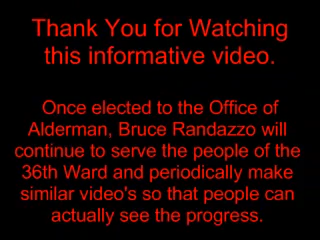 Thank You for Watching
this informative video.
Once elected to the Office of
Alderman, Bruce Randazzo will
continue to serve the people of the
36th Ward and periodically make
similar video's so that people can
actually see the progress.